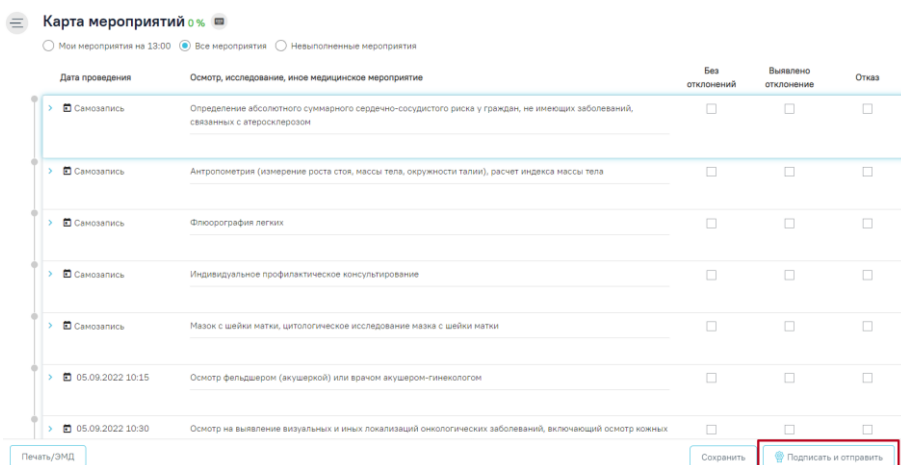 Карта мероприятий 0 %
Мои мероприятия на 13:00 Все мероприятия Невыполненные мероприятия
Дата проведения Осмотр, исследование, иное медицинское мероприятие Без отклонений Выявлено отклонение Отказ
Самозапись Определение абсолютного суммарного сердечно-сосудистого риска у граждан, не имеющих заболеваний,
связанных с атеросклерозом
Самозапись Антропометрия (измерение роста стоя, массы тела, окружности талии), расчет индекса массы тела
Самозапись Флюорография легких
Самозапись Индивидуальное профилактическое консультирование
Самозапись Мазок с шейки матки, цитологическое исследование мазка с шейки матки
05.09.2022 10:15 Осмотр фельдшером (акушеркой) или врачом акушером-гинекологом
05.09.2022 10:30 Осмотр на выявление визуальных и иных локализаций онкологических заболеваний, включающий осмотр кожных
Печать/ЭМД Сохранить Подписать и отправить